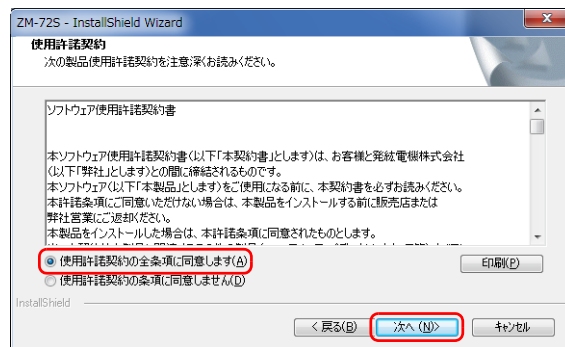 ZM-72S - InstallShield Wizard
使用許諾契約
次の製品使用許諾契約を注意深くお読みください。
ソフトウェア使用許諾契約書
本ソフトウェア使用許諾契約書(以下「本契約書」とします)は、お客様と発紘電機株式会社
(以下「弊社」とします)との間に締結されるものです。
本ソフトウェア(以下「本製品」とします)をご使用になる前に、本契約書を必ずお読みください。
本許諾条項にご同意いただけない場合は、本製品をインストールする前に販売店または
弊社営業にご返却ください。
本製品をインストールした場合は、本許諾条項に同意されたものとします。
使用許諾契約の全条項に同意します(A)
印刷(P)
使用許諾契約の条項に同意しません(D)
InstallShield
< 戻る(B)
次へ (N)>
キャンセル